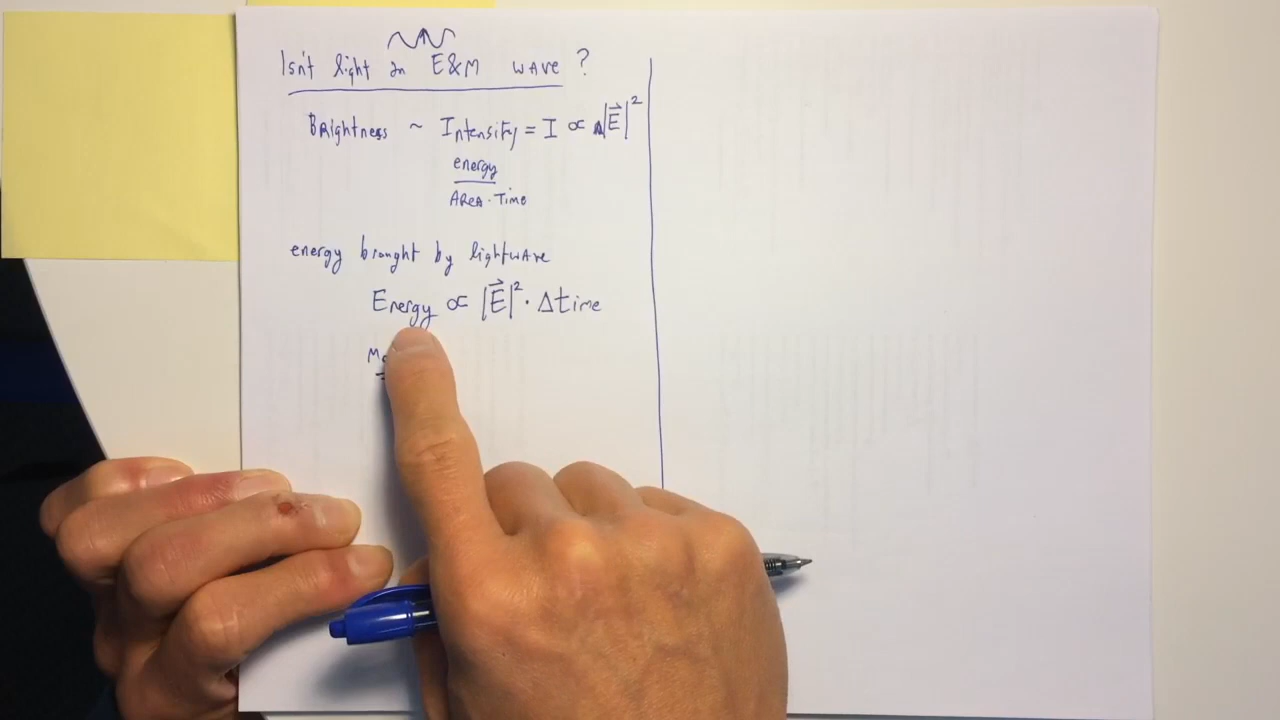 Isn't light an E&M wave ?
Brightness ~ Intensity = I ∝ |E⃗|²
energy
Area · Time
energy brought by lightwave
Energy ∝ |E⃗|² · Δtime